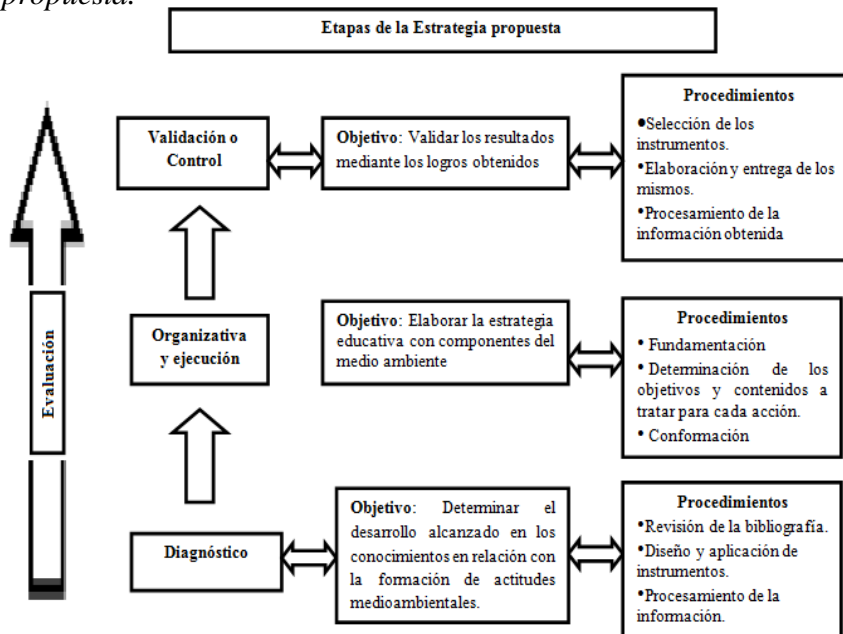 propuesta.
Etapas de la Estrategia propuesta
Validación o
Control
Objetivo: Validar los resultados
mediante los logros obtenidos
Procedimientos
•Selección de los
instrumentos.
•Elaboración y entrega de los
mismos.
•Procesamiento de la
información obtenida
Evaluación
Organizativa
y ejecución
Objetivo: Elaborar la estrategia
educativa con componentes del
medio ambiente
Procedimientos
• Fundamentación
• Determinación de los
objetivos y contenidos a
tratar para cada acción.
• Conformación
Diagnóstico
Objetivo: Determinar el
desarrollo alcanzado en los
conocimientos en relación con
la formación de actitudes
medioambientales.
Procedimientos
•Revisión de la bibliografía.
•Diseño y aplicación de
instrumentos.
•Procesamiento de la
información.